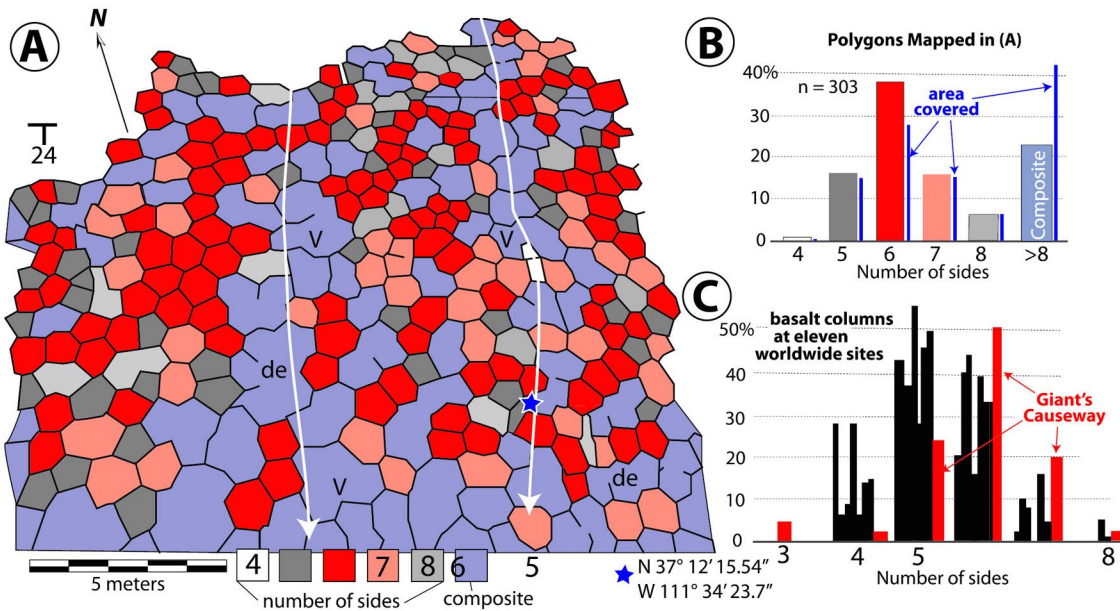 A
N
24
V
V
de
V
de
5 meters
4
7
8
6
5
number of sides
composite
N 37° 12' 15.54”
W 111° 34' 23.7”
B
Polygons Mapped in (A)
40%
30
20
10
0
n = 303
area
covered
Composite
4 5 6 7 8 >8
Number of sides
C
basalt columns
at eleven
worldwide sites
50%
40
30
20
10
0
Giant's
Causeway
3 4 5 8
Number of sides